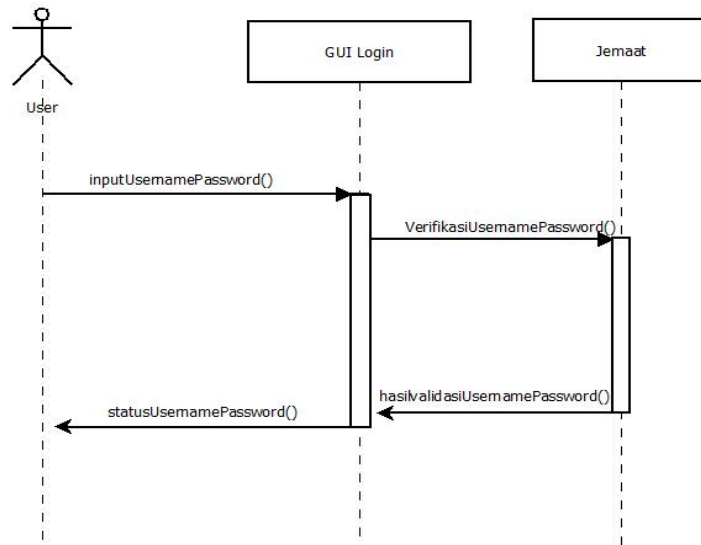 GUI Login
Jemaat
User
inputUsernamePassword()
VerifikasiUsernamePassword()
hasilvalidasiUsernamePassword()
statusUsernamePassword()